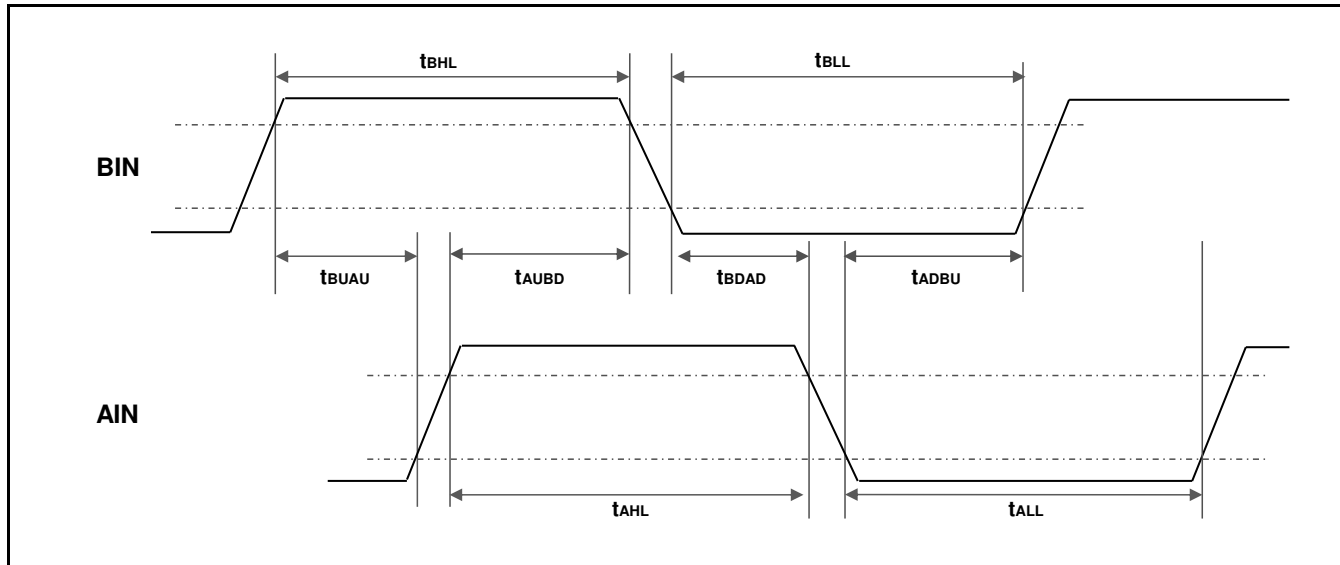 tBHL
tBLL
BIN
tBUAU
tAUBD
tBDAD
tADBU
AIN
tAHL
tALL